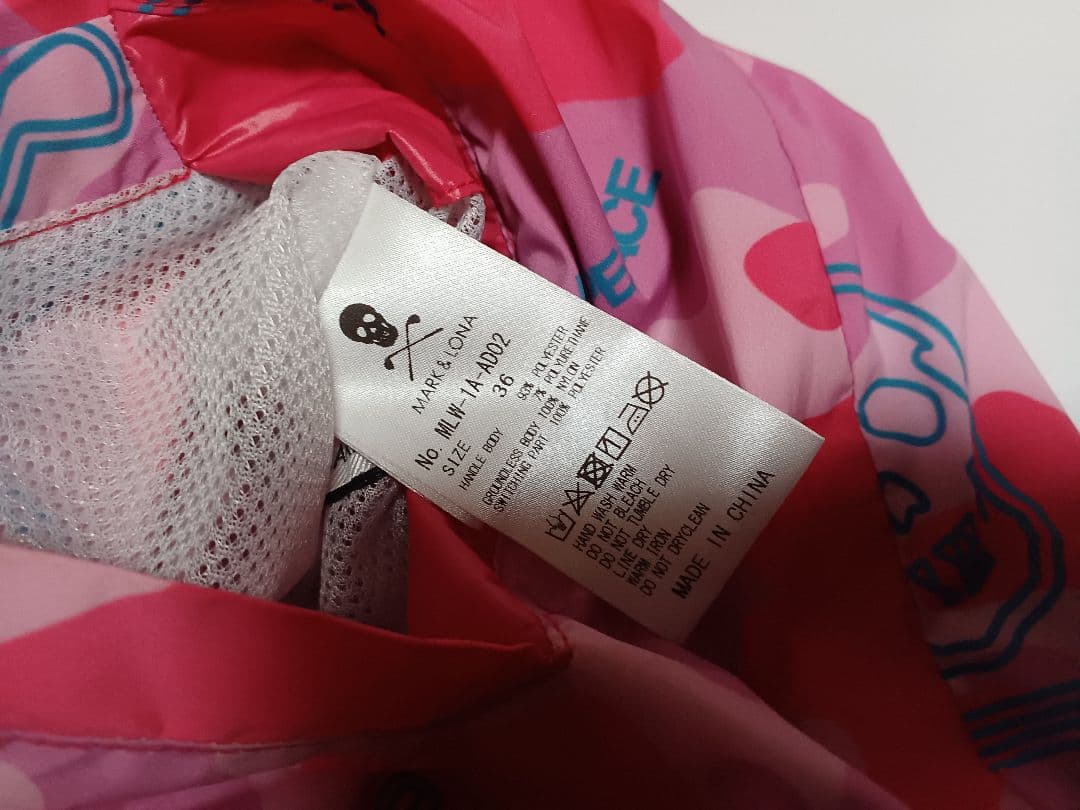 MARK & LONA
No. MLW-1A-AD02
SIZE 36
HANDLE BODY 93% POLYESTER
7% POLYURETHANE
GROUNDLESS BODY 100% NYLON
SWITCHING PART 100% POLYESTER
HAND WASH WARM
DO NOT BLEACH
DO NOT TUMBLE DRY
LINE DRY
WARM IRON
DO NOT DRYCLEAN
MADE IN CHINA